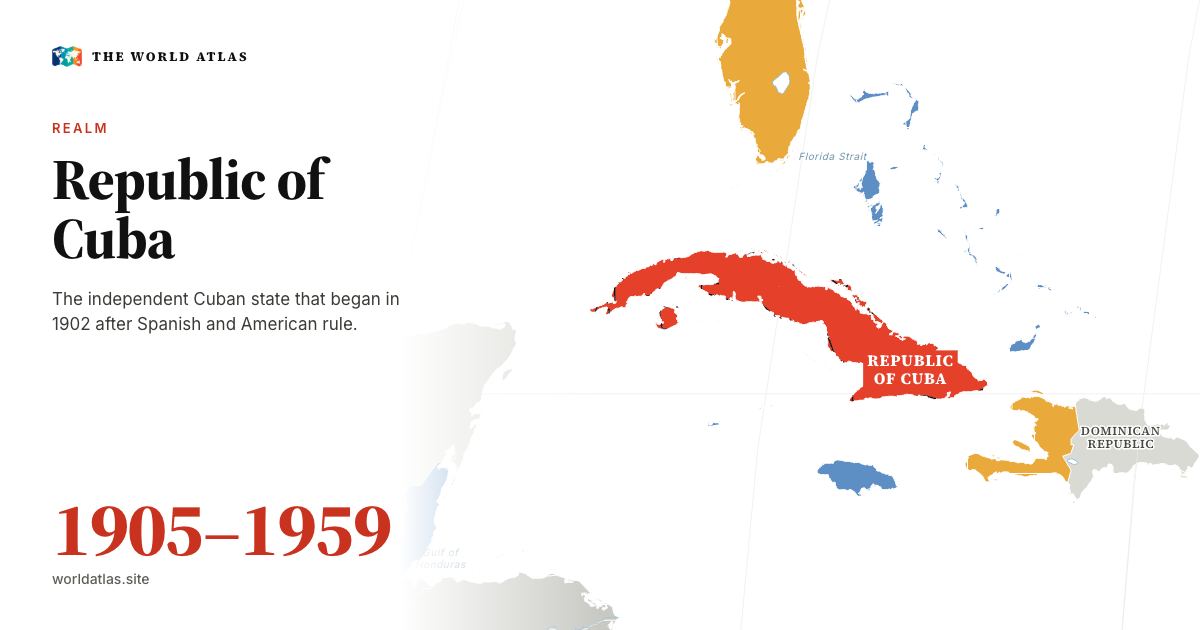 THE WORLD ATLAS
REALM
Republic of
Cuba
The independent Cuban state that began in
1902 after Spanish and American rule.
1905–1959
worldatlas.site
Florida Strait
REPUBLIC
OF CUBA
DOMINICAN
REPUBLIC
Gulf of
Honduras